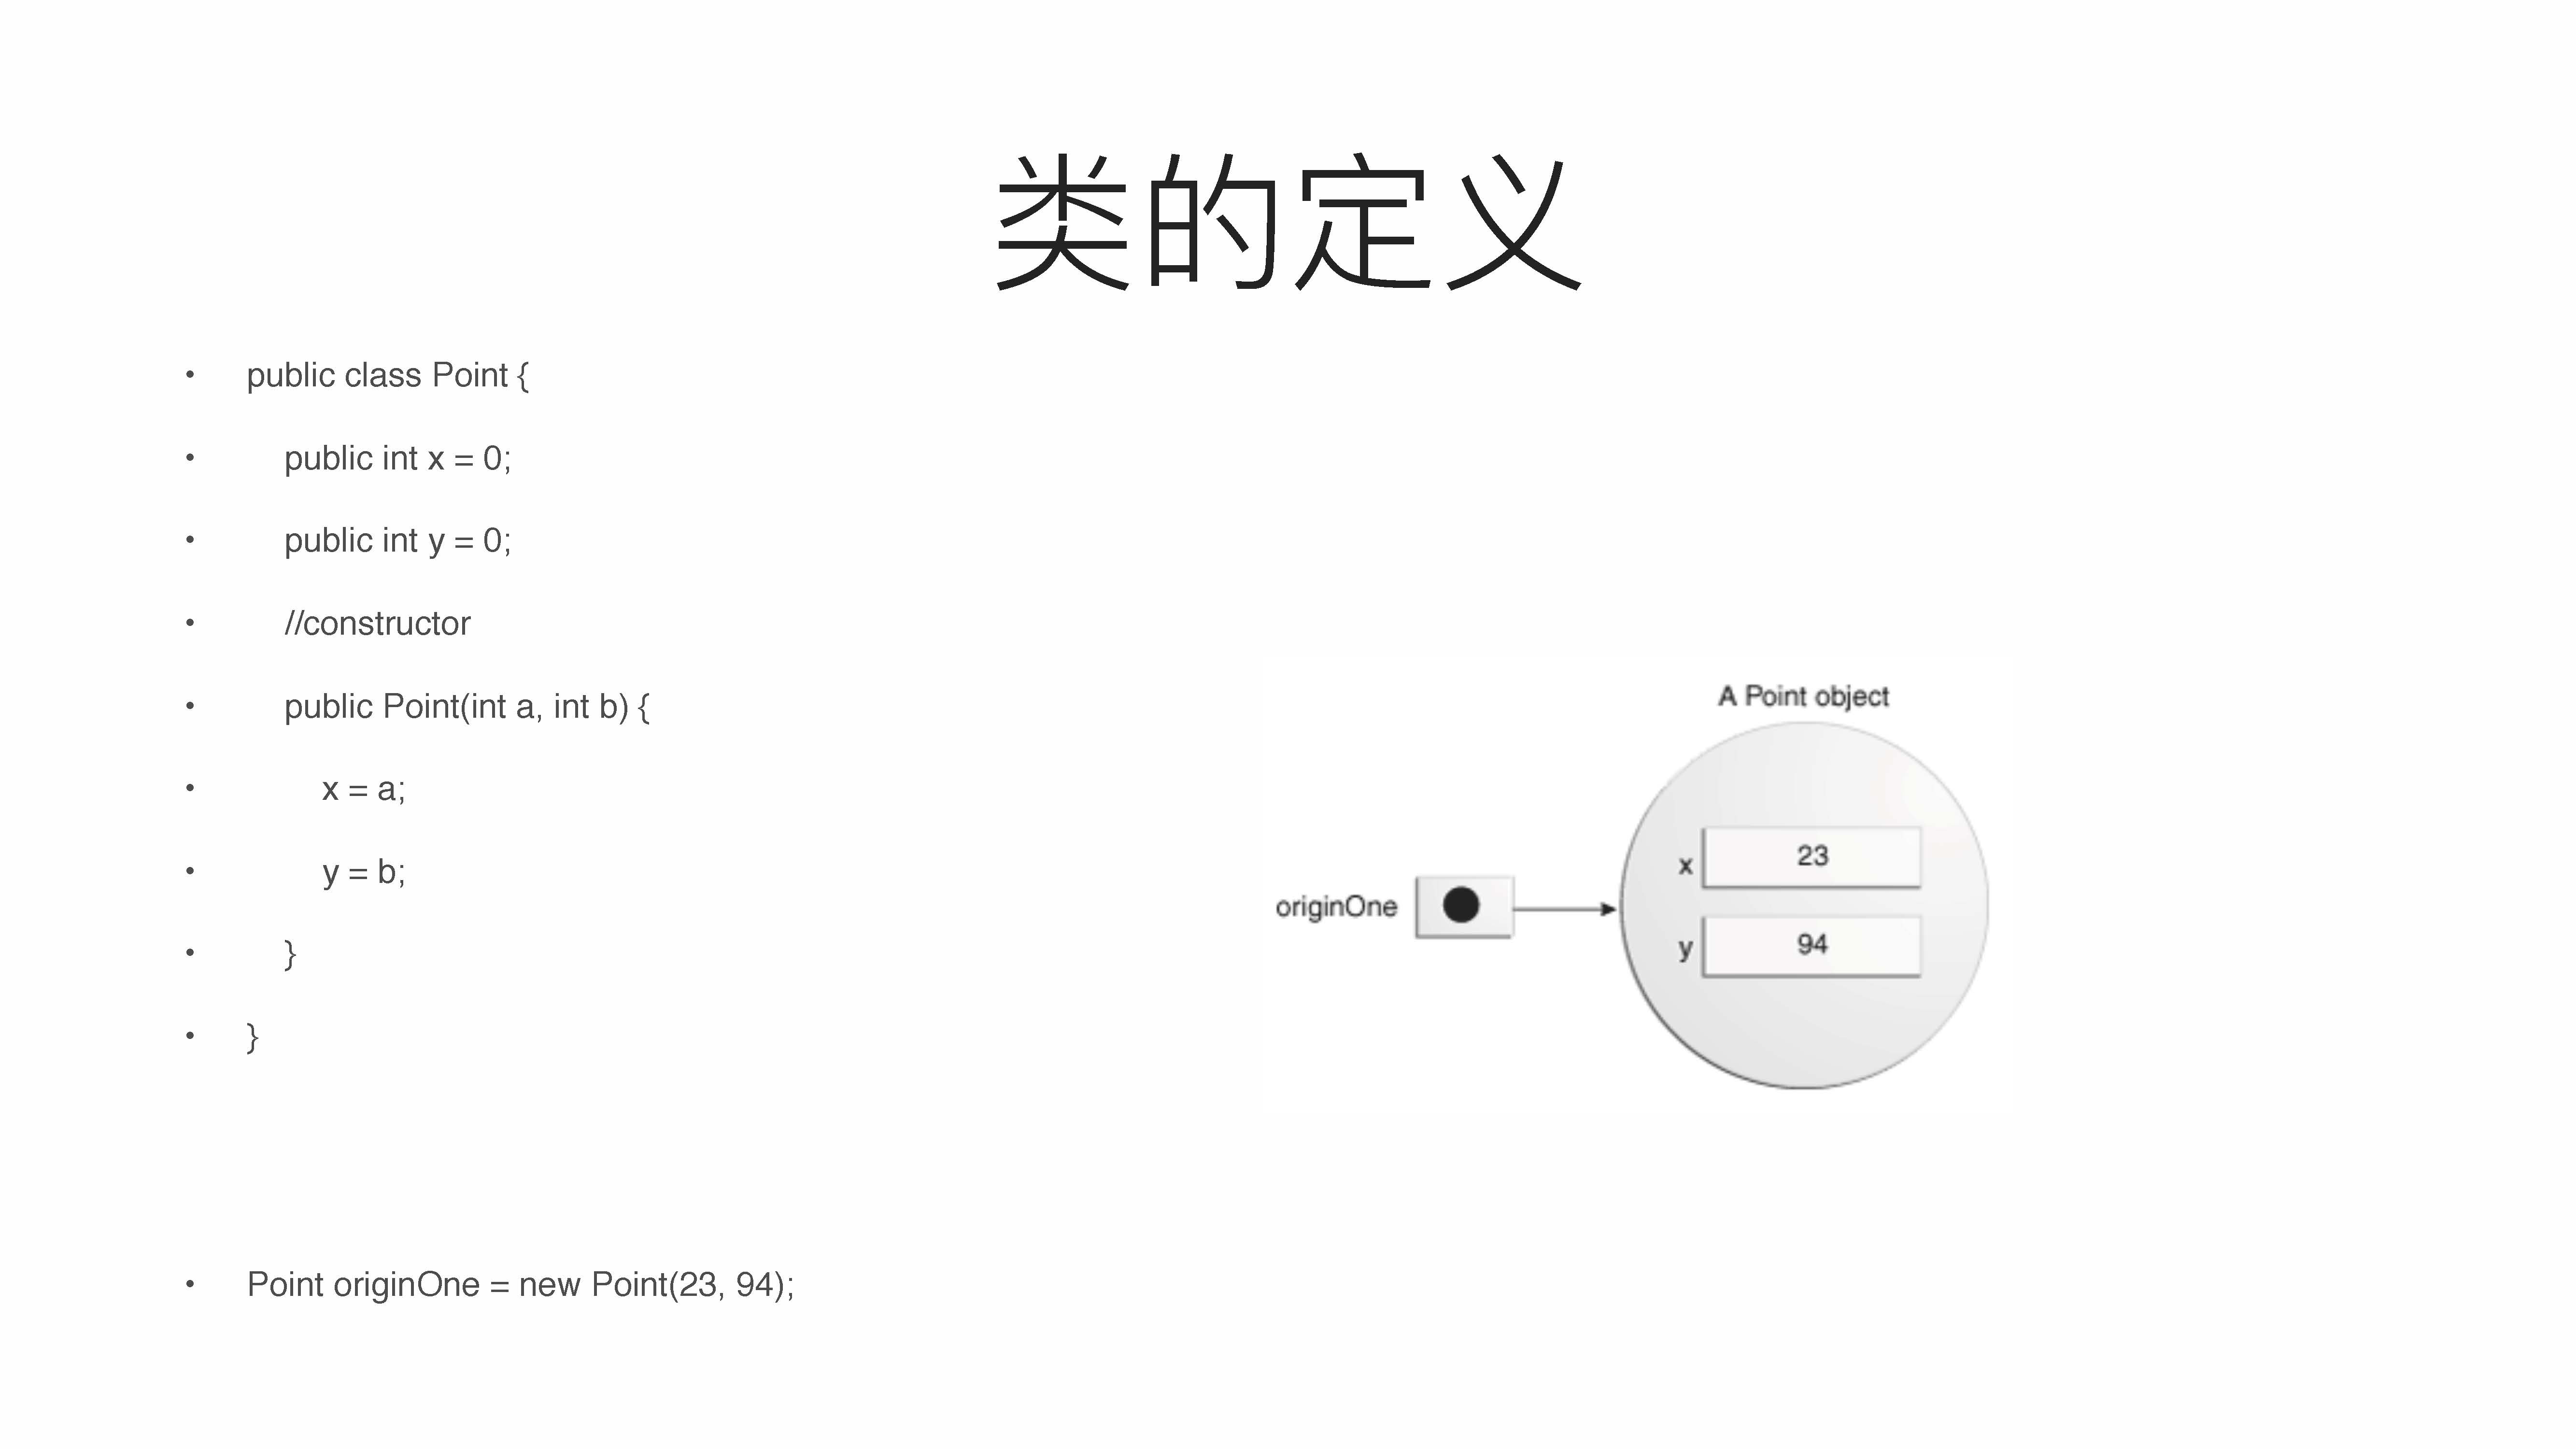 类的定义
• public class Point {
• public int x = 0;
• public int y = 0;
• //constructor
• public Point(int a, int b) {
• x = a;
• y = b;
• }
• }
• Point originOne = new Point(23, 94);
A Point object
originOne
x 23
y 94